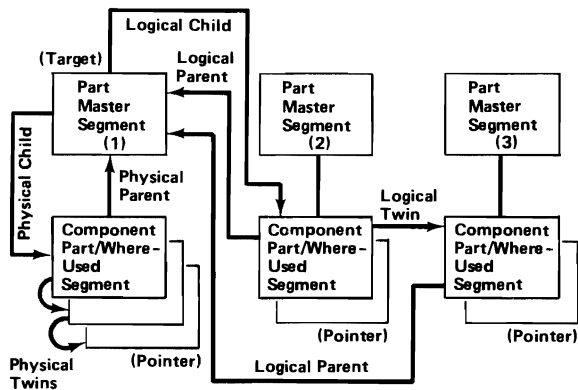 Logical Child
(Target)
Logical
Parent
Part
Master
Segment
(1)
Part
Master
Segment
(2)
Part
Master
Segment
(3)
Physical Child
Physical
Parent
Logical
Twin
Component
Part/Where-
Used
Segment
Component
Part/Where-
Used
Segment
Component
Part/Where-
Used
Segment
(Pointer)
(Pointer)
(Pointer)
Physical
Twins
Logical Parent